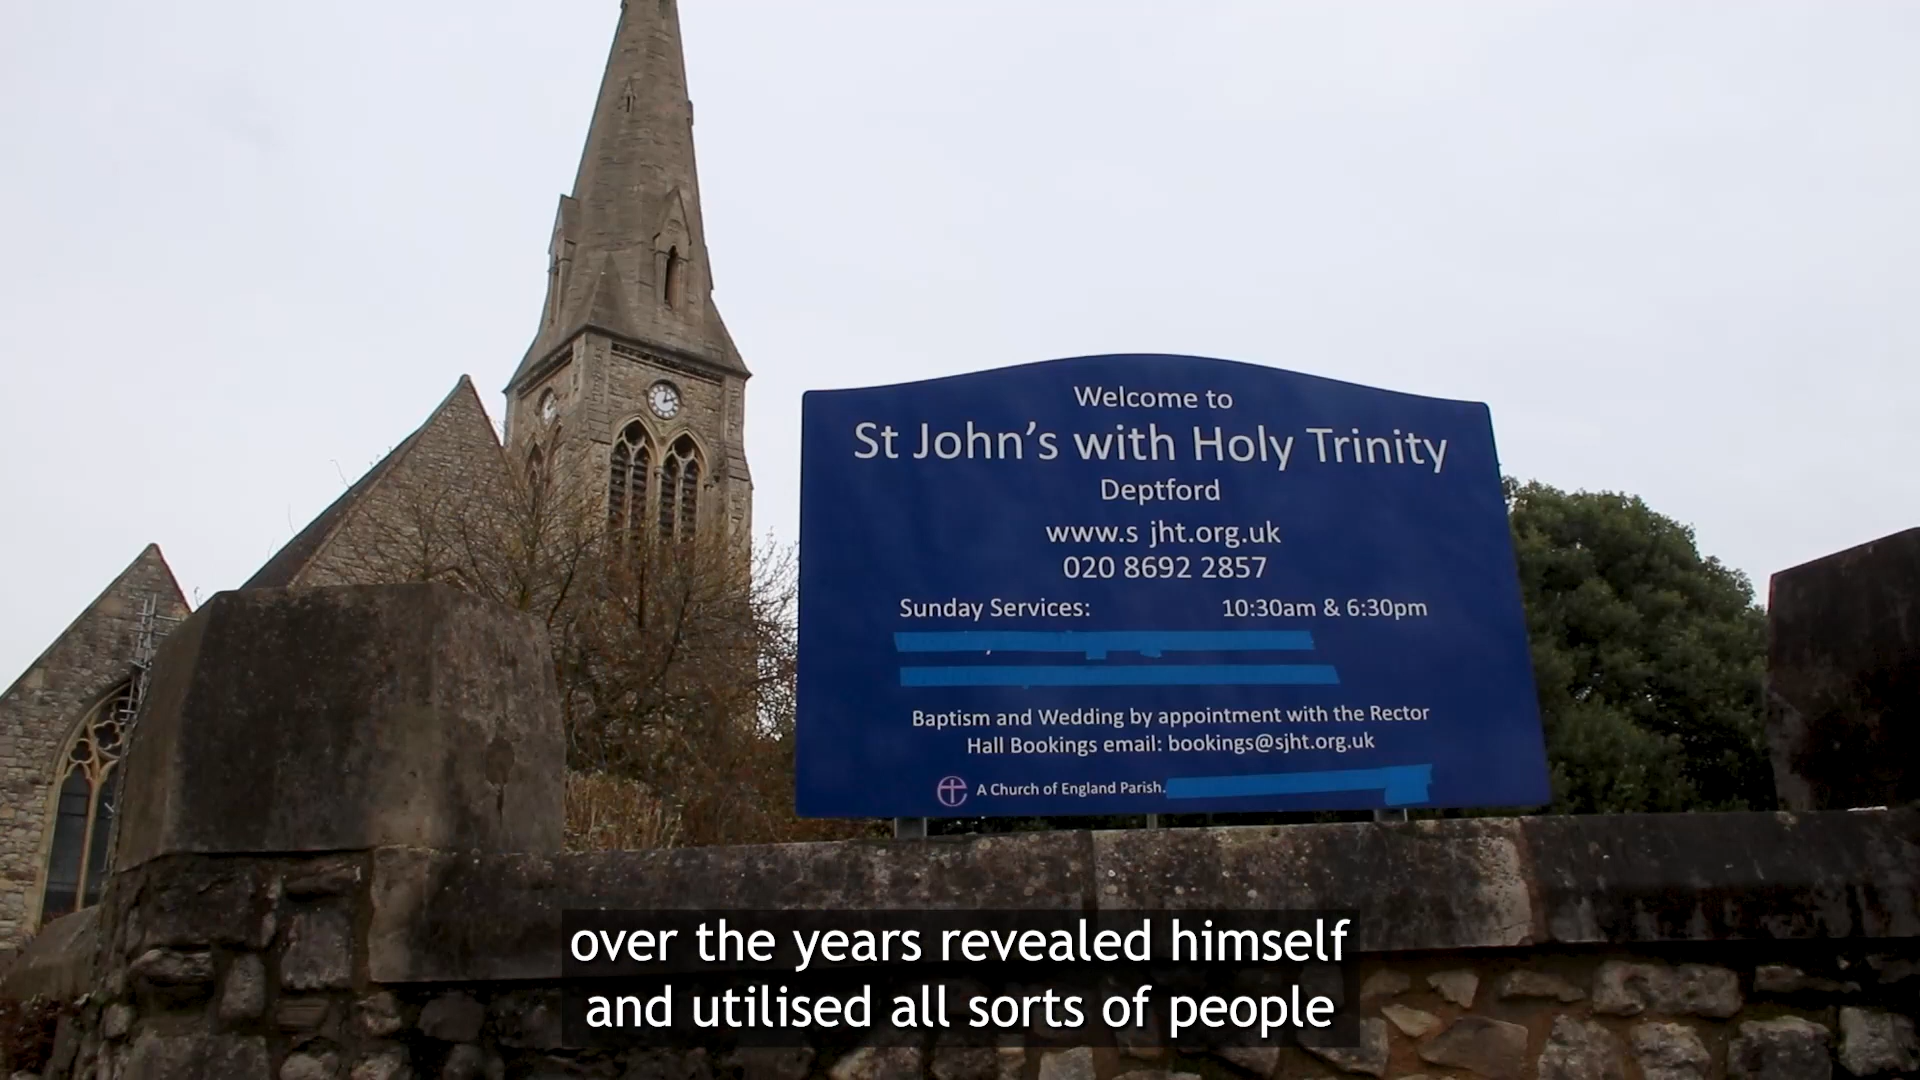 Welcome to
St John's with Holy Trinity
Deptford
www.s jht.org.uk
020 8692 2857
Sunday Services: 10:30am & 6:30pm
Baptism and Wedding by appointment with the Rector
Hall Bookings email: bookings@sjht.org.uk
A Church of England Parish.
over the years revealed himself
and utilised all sorts of people